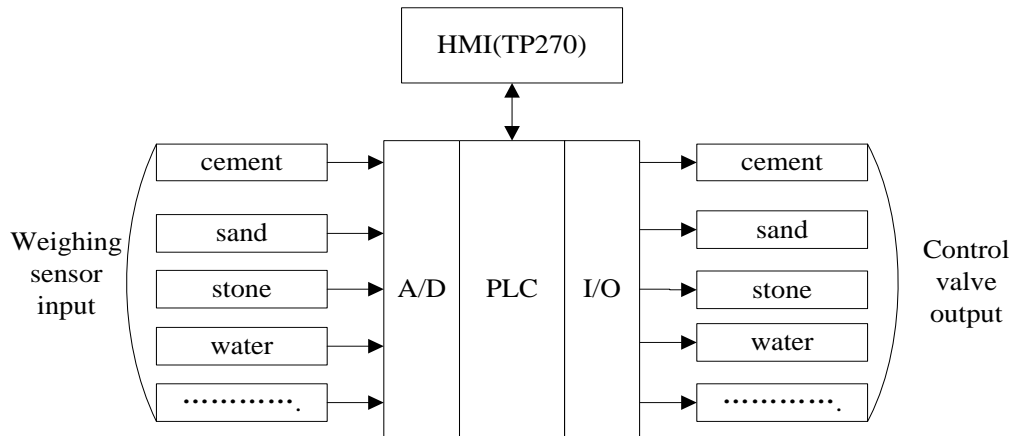 HMI(TP270)
Weighing
sensor
input
cement
sand
stone
water
………….
A/D
PLC
I/O
cement
sand
stone
water
………….
Control
valve
output